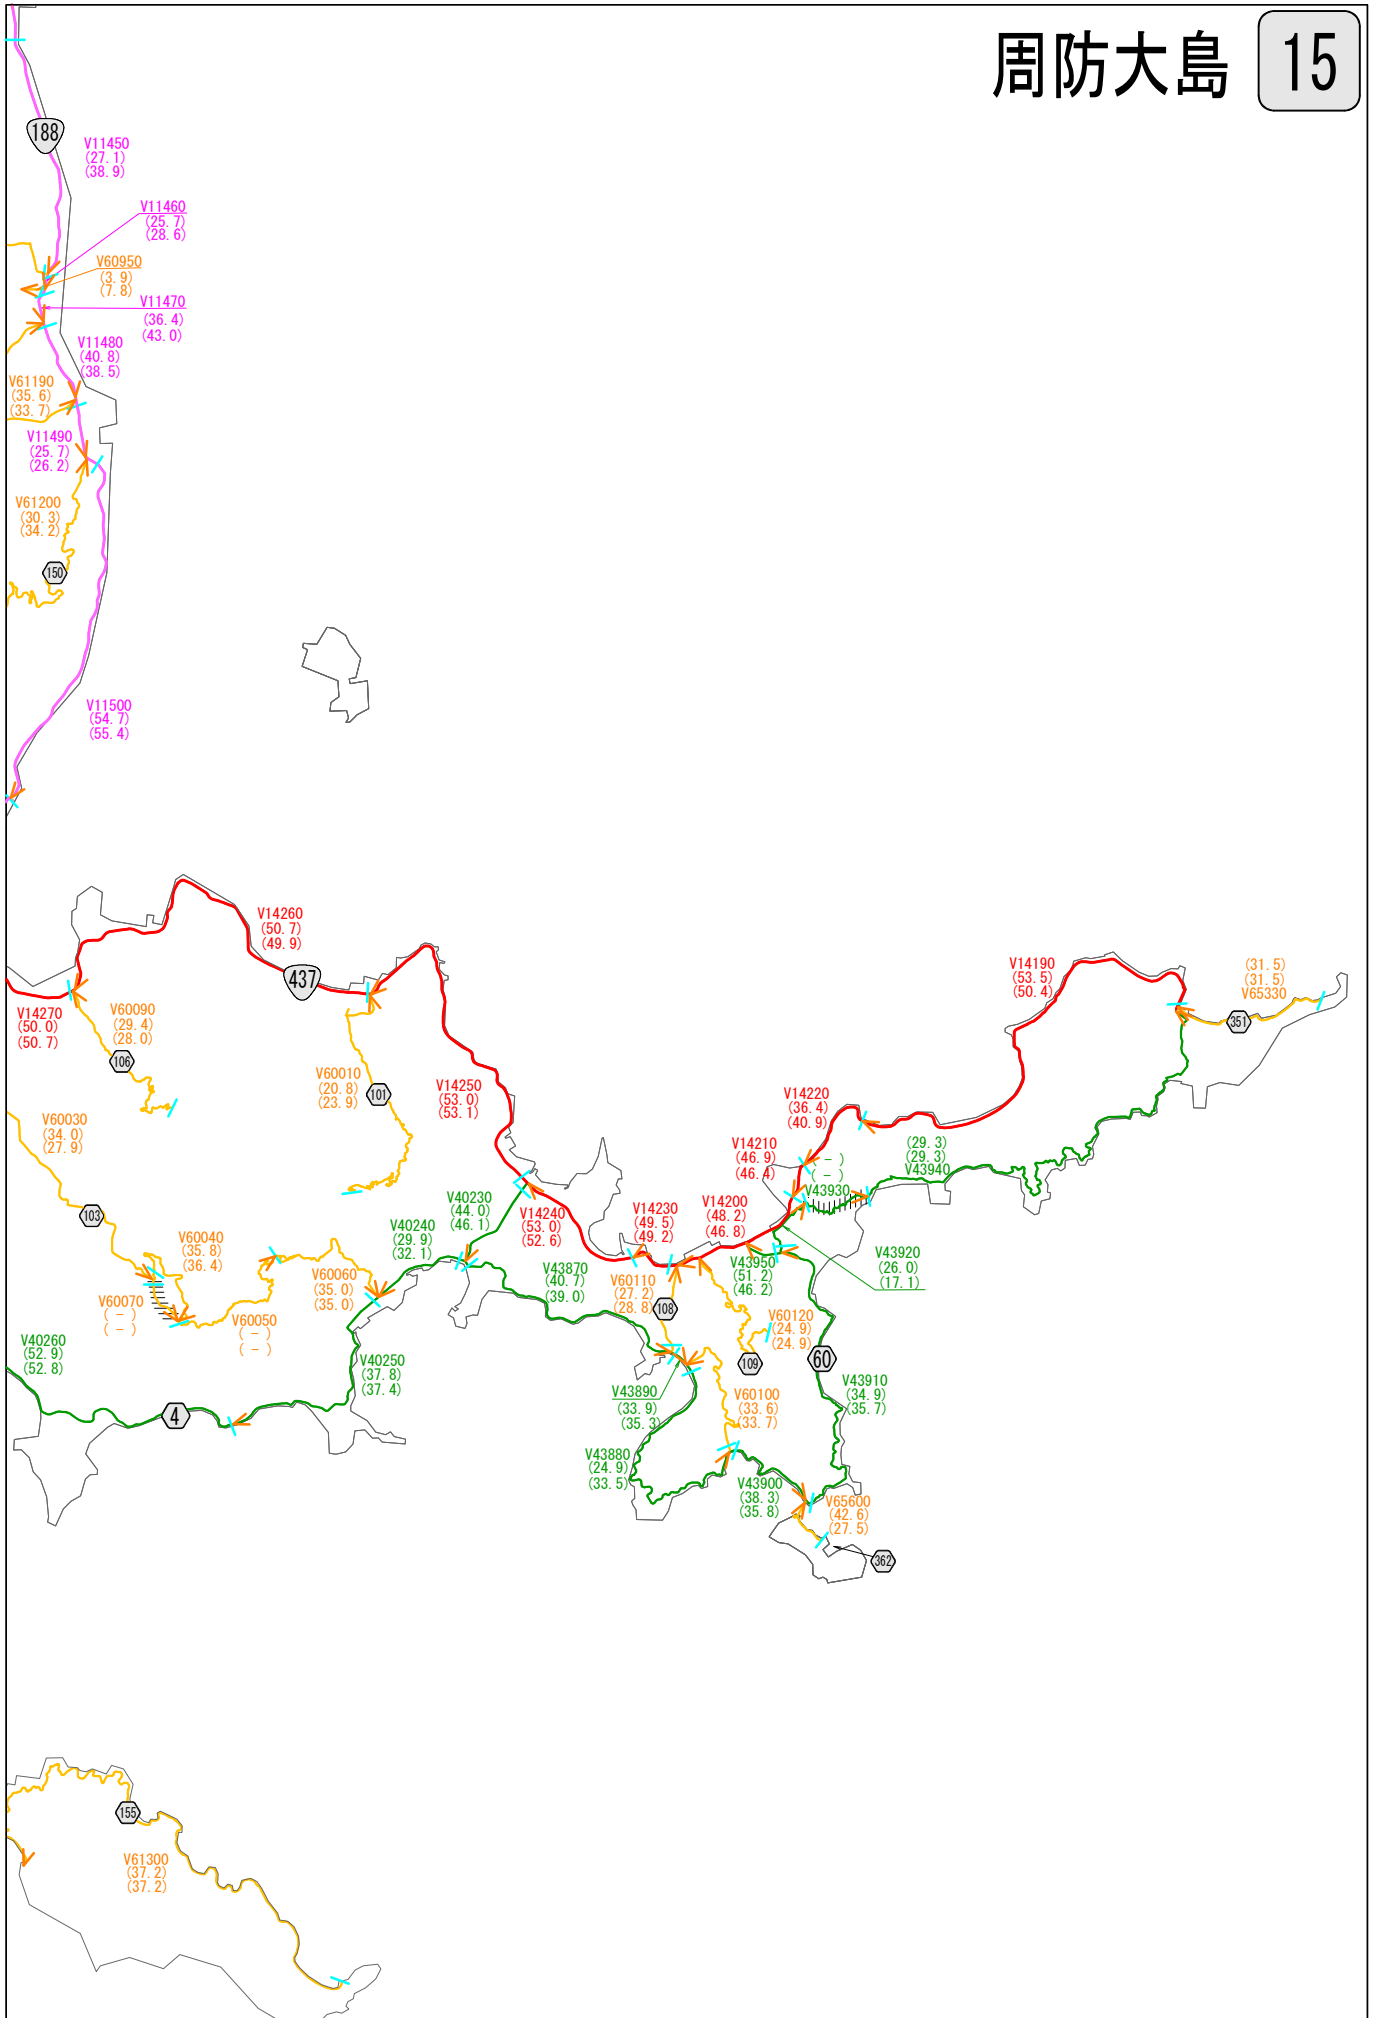 周防大島 15
188
V11450
(27.1)
(38.9)
V11460
(25.7)
(28.6)
V60950
(3.9)
(7.8)
V11470
(36.4)
(43.0)
V11480
(40.8)
(38.5)
V61190
(35.6)
(33.7)
V11490
(25.7)
(26.2)
V61200
(30.3)
(34.2)
150
V11500
(54.7)
(55.4)
V14260
(50.7)
(49.9)
437
V14270
(50.0)
(50.7)
V60090
(29.4)
(28.0)
106
V60010
(20.8)
(23.9)
101
V14250
(53.0)
(53.1)
V14190
(53.5)
(50.4)
(31.5)
(31.5)
V65330
351
V60030
(34.0)
(27.9)
103
V14220
(36.4)
(40.9)
V14210
(46.9)
(46.4)
(-)
(-)
V43930
(29.3)
(29.3)
V43940
V40230
(44.0)
(46.1)
V40240
(29.9)
(32.1)
V14240
(53.0)
(52.6)
V14230
(49.5)
(49.2)
V14200
(48.2)
(46.8)
V60040
(35.8)
(36.4)
V60060
(35.0)
(35.0)
V43870
(40.7)
(39.0)
V60110
(27.2)
(28.8)
108
V43950
(51.2)
(46.2)
V43920
(26.0)
(17.1)
V60070
(-)
(-)
V60050
(-)
(-)
V60120
(24.9)
(24.9)
109
60
V40260
(52.9)
(52.8)
V40250
(37.8)
(37.4)
4
V43890
(33.9)
(35.3)
V60100
(33.6)
(33.7)
V43910
(34.9)
(35.7)
V43880
(24.9)
(33.5)
V43900
(38.3)
(35.8)
V65600
(42.6)
(27.5)
362
155
V61300
(37.2)
(37.2)